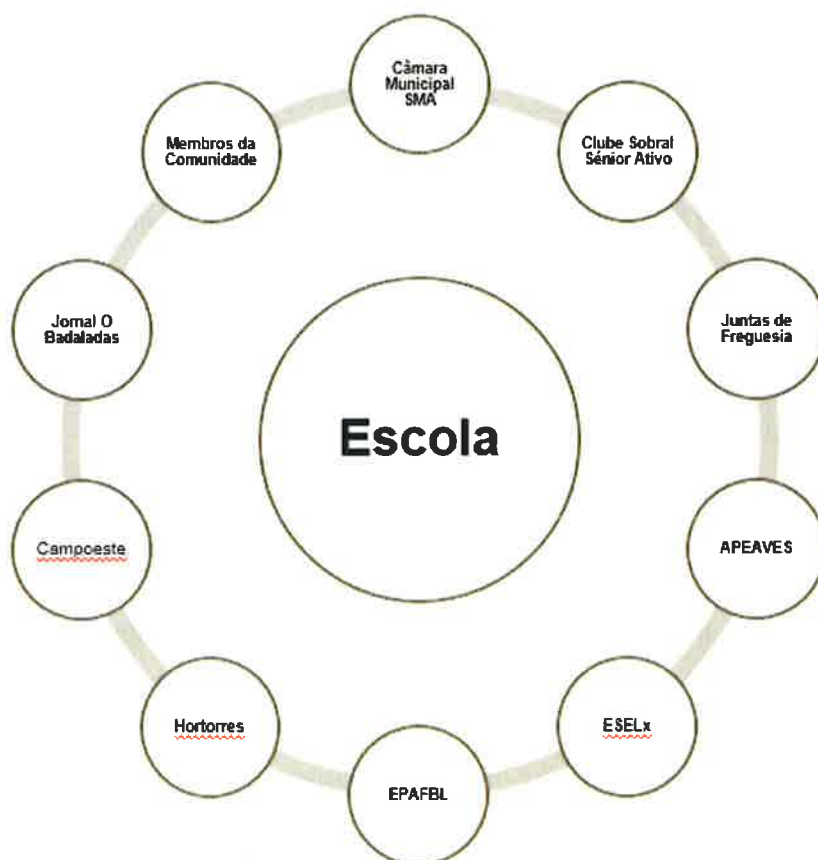 Câmara
Municipal
SMA
Clube Sobral
Sénior Ativo
Juntas de
Freguesia
APEAVES
ESELx
EPAFBL
Hortorres
Campoeste
Jornal O
Badaladas
Membros da
Comunidade
Escola